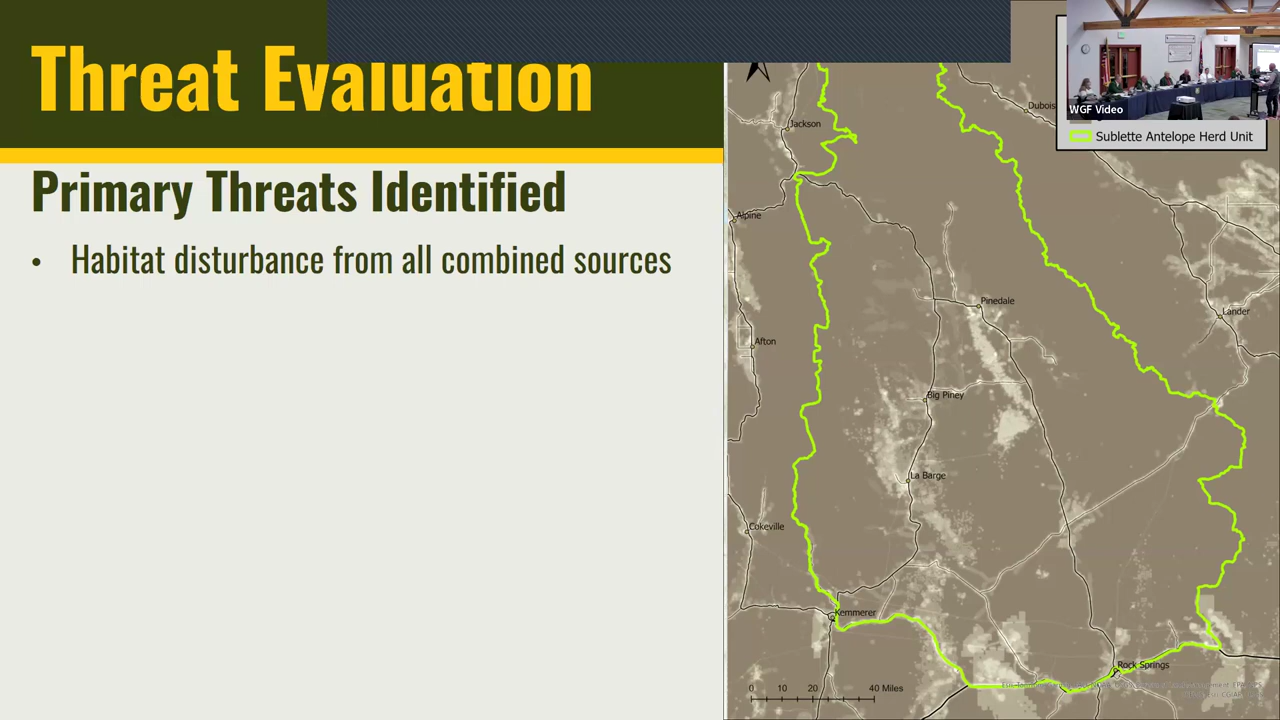 Threat Evaluation
Primary Threats Identified
• Habitat disturbance from all combined sources
WGF Video
Sublette Antelope Herd Unit
Dubois
Jackson
Alpine
Pinedale
Lander
Afton
Big Piney
La Barge
Cokeville
Kemmerer
Rock Springs
0 10 20 40 Miles